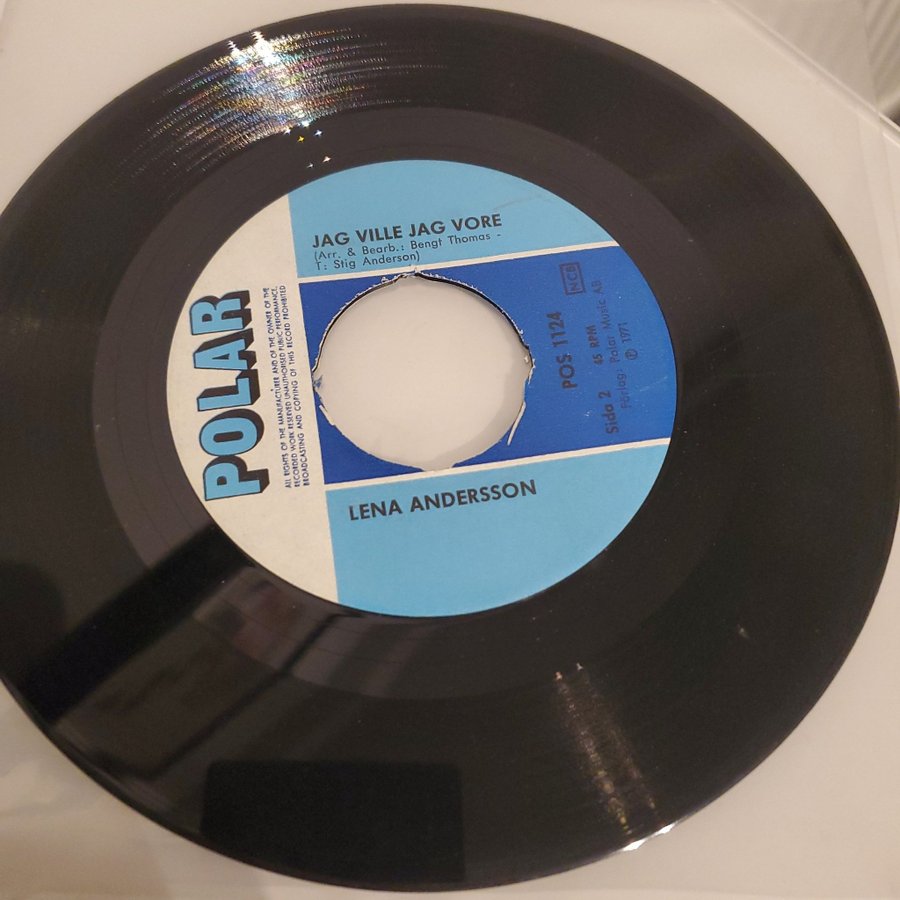 JAG VILLE JAG VORE
(Arr. & Bearb.: Bengt Thomas -
T: Stig Anderson)
POLAR
ALL RIGHTS OF THE MANUFACTURER AND OF THE OWNER OF THE
RECORDED WORK RESERVED UNAUTHORISED PUBLIC PERFORMANCE,
BROADCASTING AND COPYING OF THIS RECORD PROHIBITED
NCB
POS 1124
Sida 2 45 RPM
Förlag: Polar Music AB
℗ 1971
LENA ANDERSSON